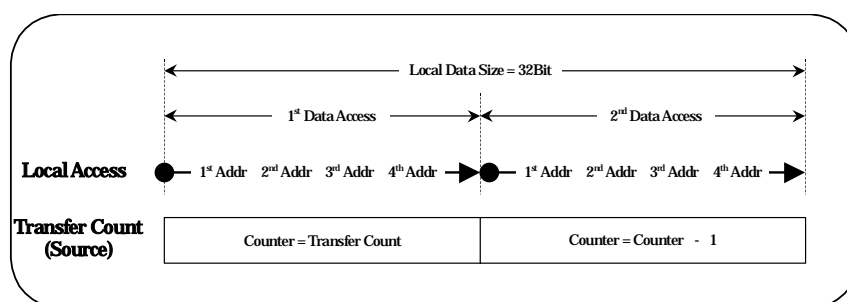 Local Data Size = 32Bit
1st Data Access 2nd Data Access
Local Access 1st Addr 2nd Addr 3rd Addr 4th Addr 1st Addr 2nd Addr 3rd Addr 4th Addr
Transfer Count
(Source)
Counter = Transfer Count Counter = Counter - 1